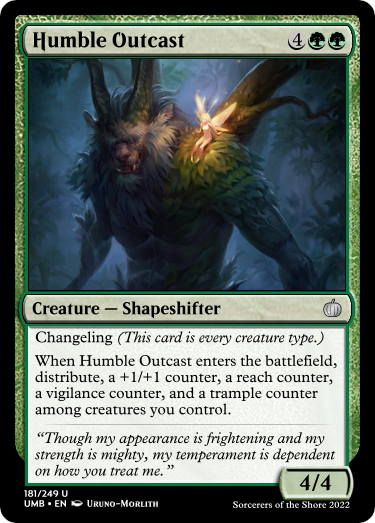 Humble Outcast 4
Creature — Shapeshifter
Changeling (This card is every creature type.)
When Humble Outcast enters the battlefield,
distribute, a +1/+1 counter, a reach counter,
a vigilance counter, and a trample counter
among creatures you control.
“Though my appearance is frightening and my
strength is mighty, my temperament is dependent
on how you treat me.”
4/4
181/249 U
UMB • EN Uruno-Morlith Sorcerers of the Shore 2022